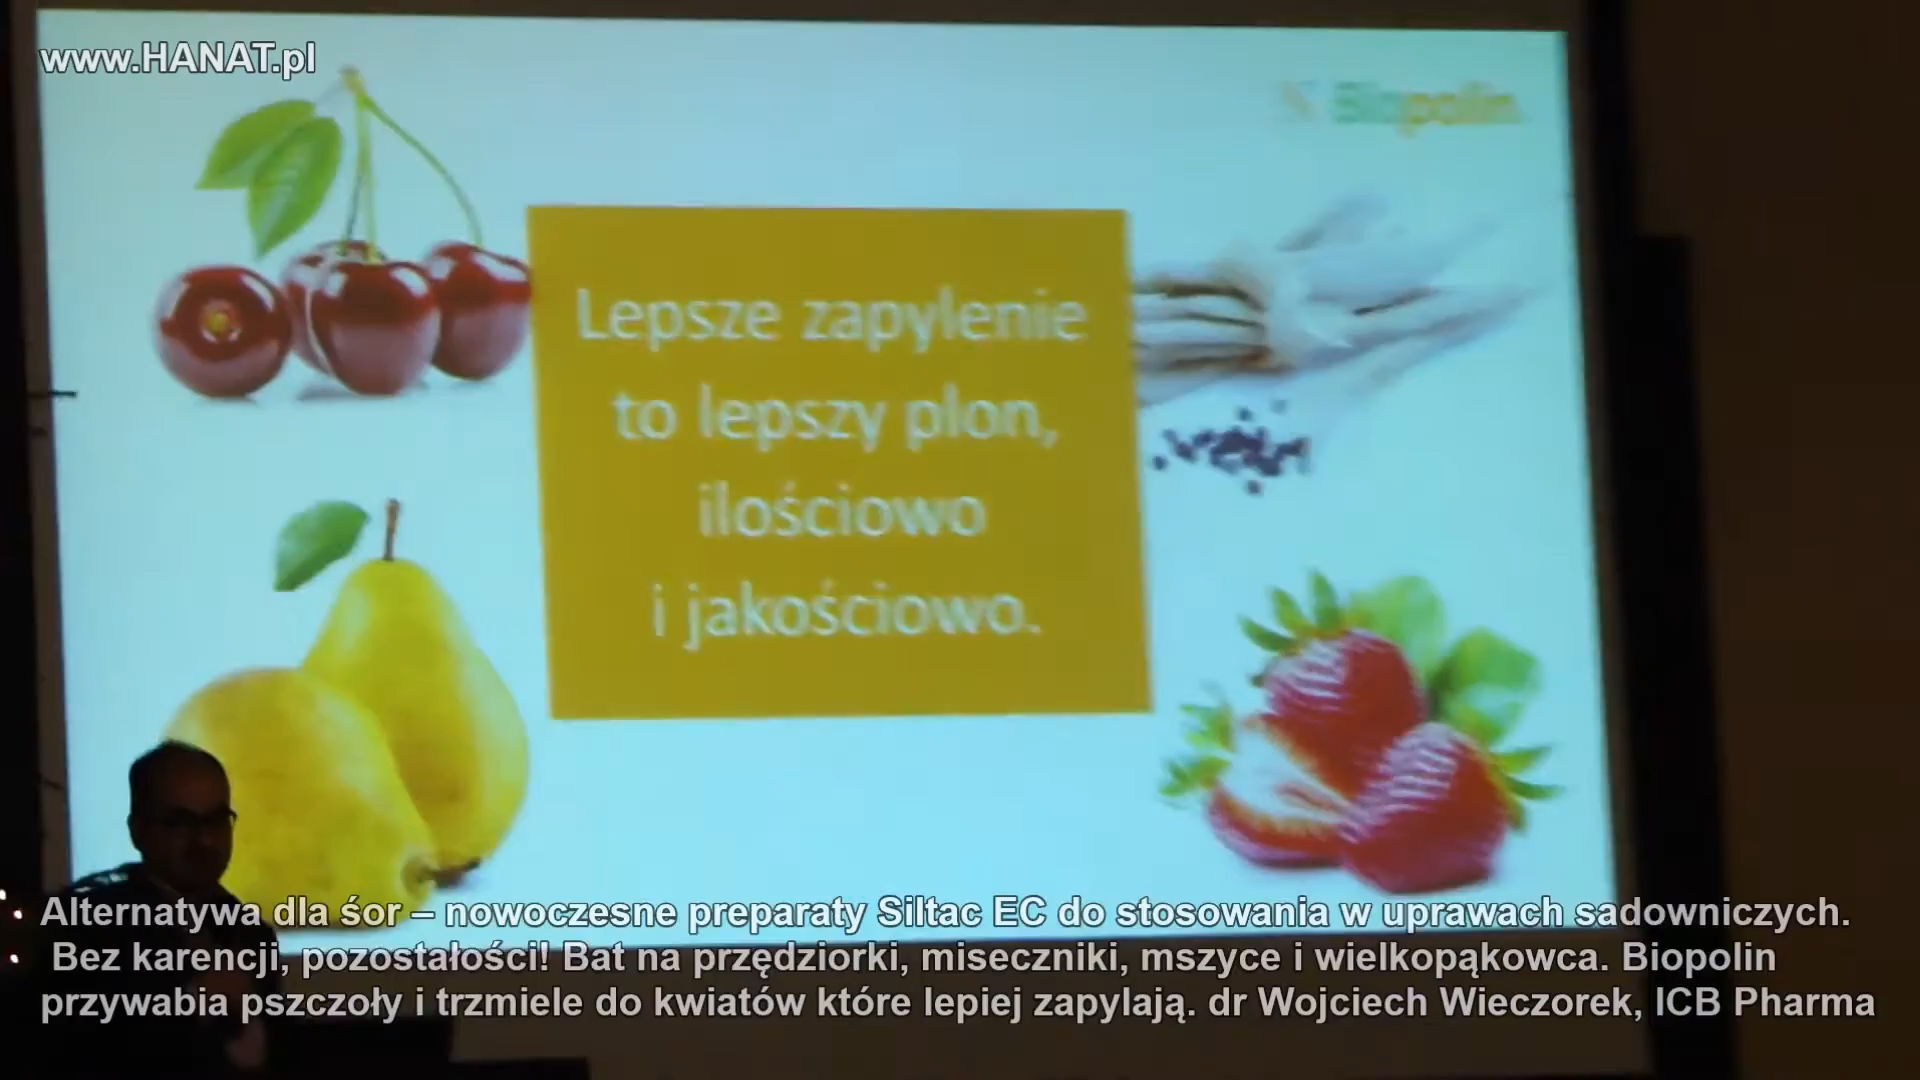 www.HANAT.pl
Biopolin
Lepsze zapylenie
to lepszy plon,
ilościowo
i jakościowo.
Alternatywa dla śor – nowoczesne preparaty Siltac EC do stosowania w uprawach sadowniczych.
Bez karencji, pozostałości! Bat na przędziorki, miseczniki, mszyce i wielkopąkowca. Biopolin
przywabia pszczoły i trzmiele do kwiatów które lepiej zapylają. dr Wojciech Wieczorek, ICB Pharma